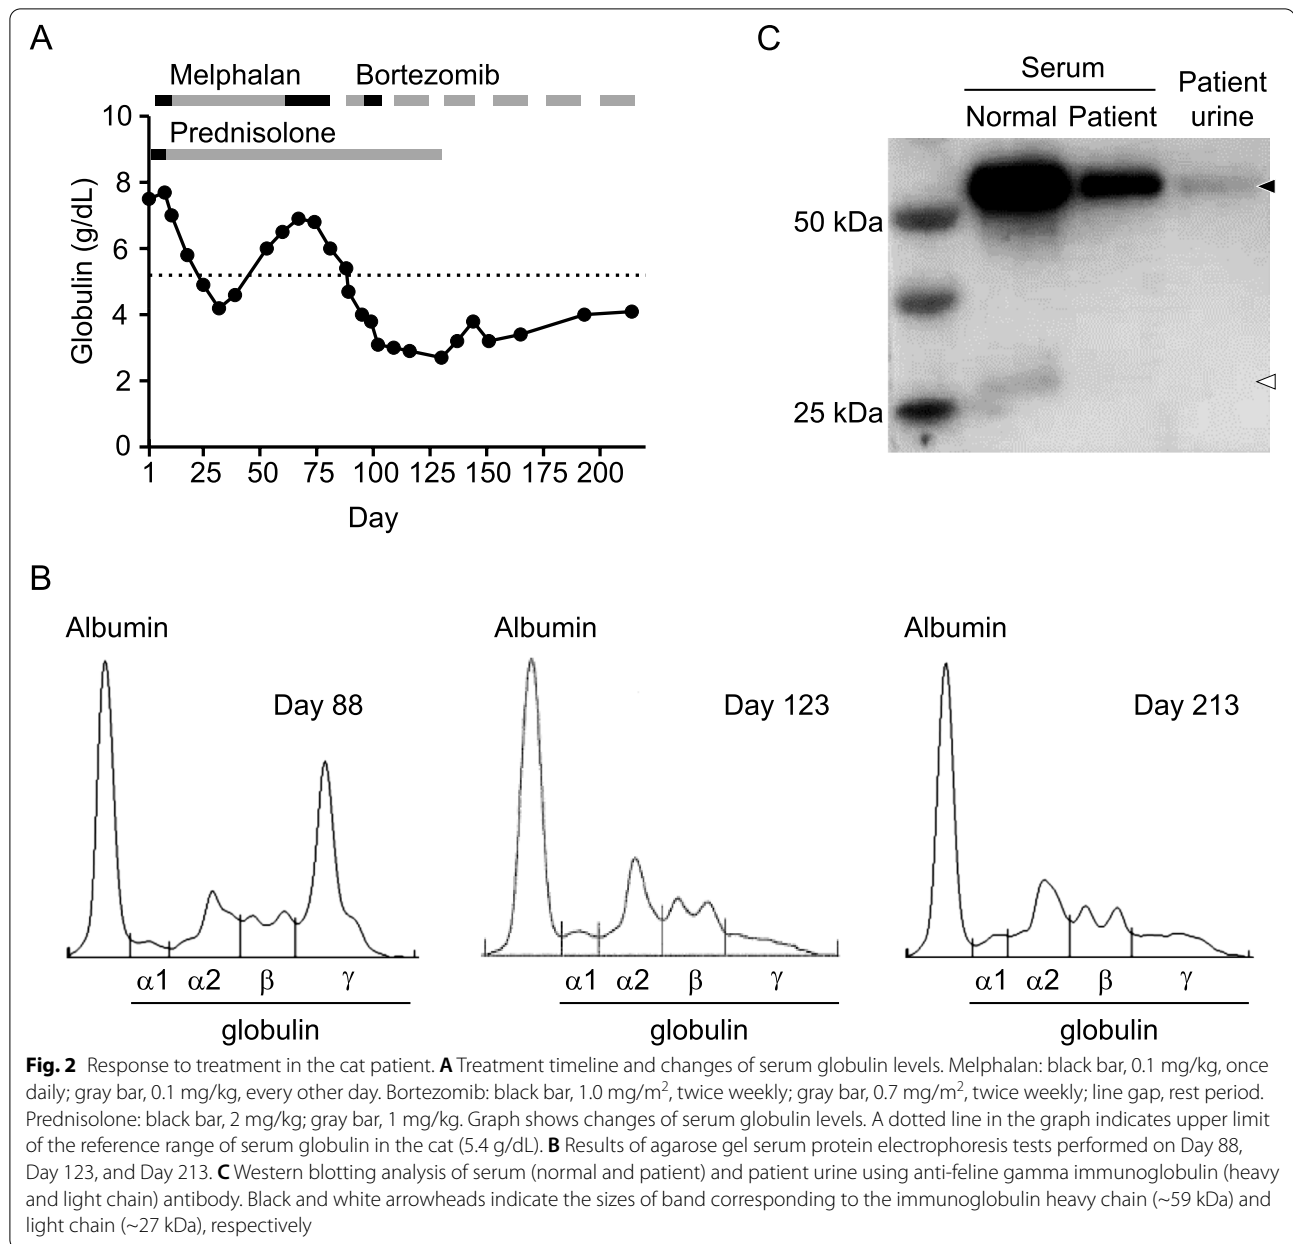 A
Melphalan Bortezomib
Prednisolone
10
8
6
4
2
0
Globulin (g/dL)
1 25 50 75 100 125 150 175 200
Day
C
Serum
Normal Patient
Patient
urine
50 kDa
25 kDa
B
Albumin
Day 88
α1 α2 β γ
globulin
Albumin
Day 123
α1 α2 β γ
globulin
Albumin
Day 213
α1 α2 β γ
globulin
Fig. 2 Response to treatment in the cat patient. A Treatment timeline and changes of serum globulin levels. Melphalan: black bar, 0.1 mg/kg, once
daily; gray bar, 0.1 mg/kg, every other day. Bortezomib: black bar, 1.0 mg/m², twice weekly; gray bar, 0.7 mg/m², twice weekly; line gap, rest period.
Prednisolone: black bar, 2 mg/kg; gray bar, 1 mg/kg. Graph shows changes of serum globulin levels. A dotted line in the graph indicates upper limit
of the reference range of serum globulin in the cat (5.4 g/dL). B Results of agarose gel serum protein electrophoresis tests performed on Day 88,
Day 123, and Day 213. C Western blotting analysis of serum (normal and patient) and patient urine using anti-feline gamma immunoglobulin (heavy
and light chain) antibody. Black and white arrowheads indicate the sizes of band corresponding to the immunoglobulin heavy chain (~59 kDa) and
light chain (~27 kDa), respectively